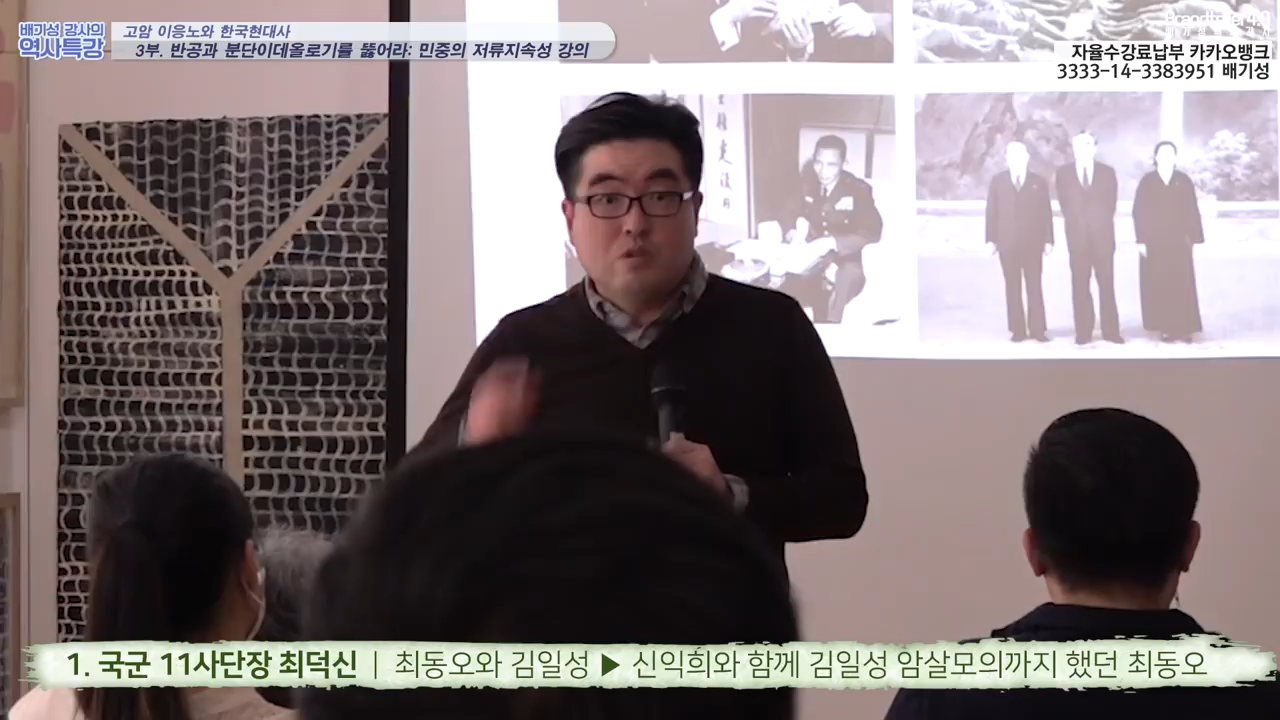 배기성 강사의
역사특강
고암 이응노와 한국현대사
3부. 반공과 분단이데올로기를 뚫어라: 민중의 저류지속성 강의
자율수강료납부 카카오뱅크
3333-14-3383951 배기성
1. 국군 11사단장 최덕신 | 최동오와 김일성 ▶ 신익희와 함께 김일성 암살모의까지 했던 최동오